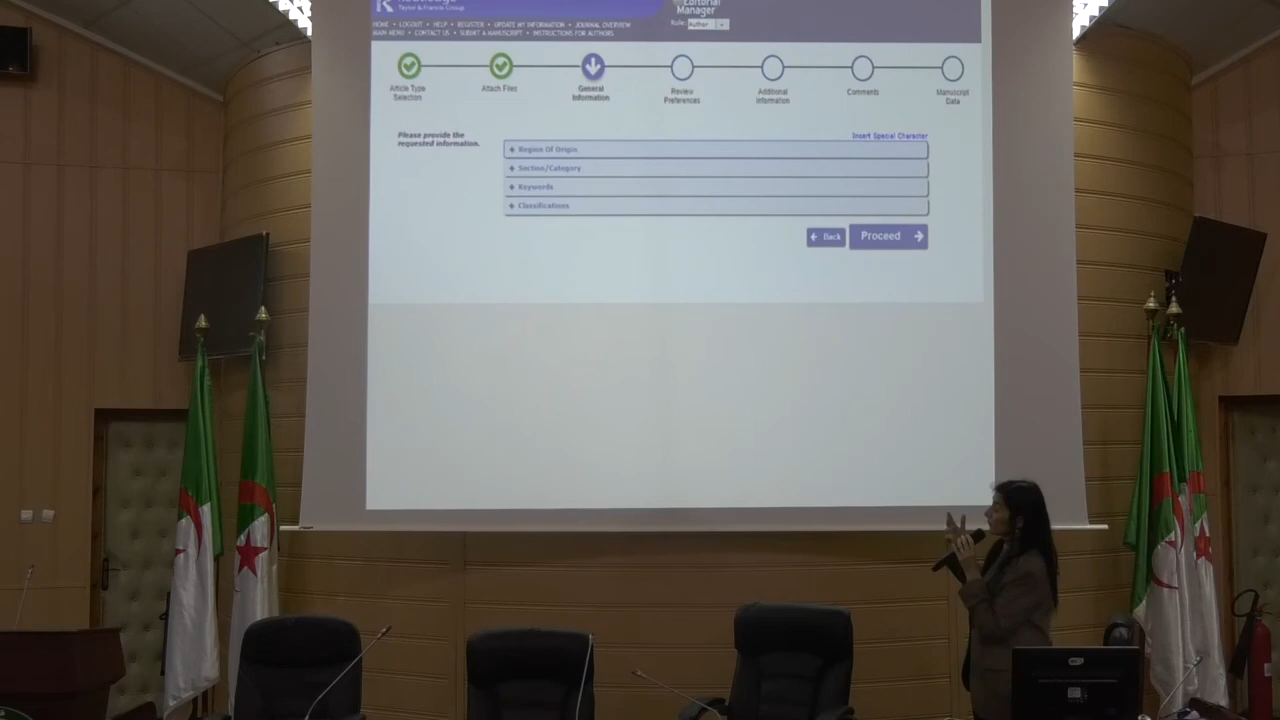 Taylor & Francis Group
Editorial
Manager
HOME • LOGOUT • HELP • REGISTER • UPDATE MY INFORMATION • JOURNAL OVERVIEW
MAIN MENU • CONTACT US • SUBMIT A MANUSCRIPT • INSTRUCTIONS FOR AUTHORS
Role: Author
Article Type
Selection
Attach Files
General
Information
Review
Preferences
Additional
Information
Comments
Manuscript
Data
Please provide the
requested information.
Insert Special Character
+ Region Of Origin
+ Section/Category
+ Keywords
+ Classifications
← Back
Proceed →